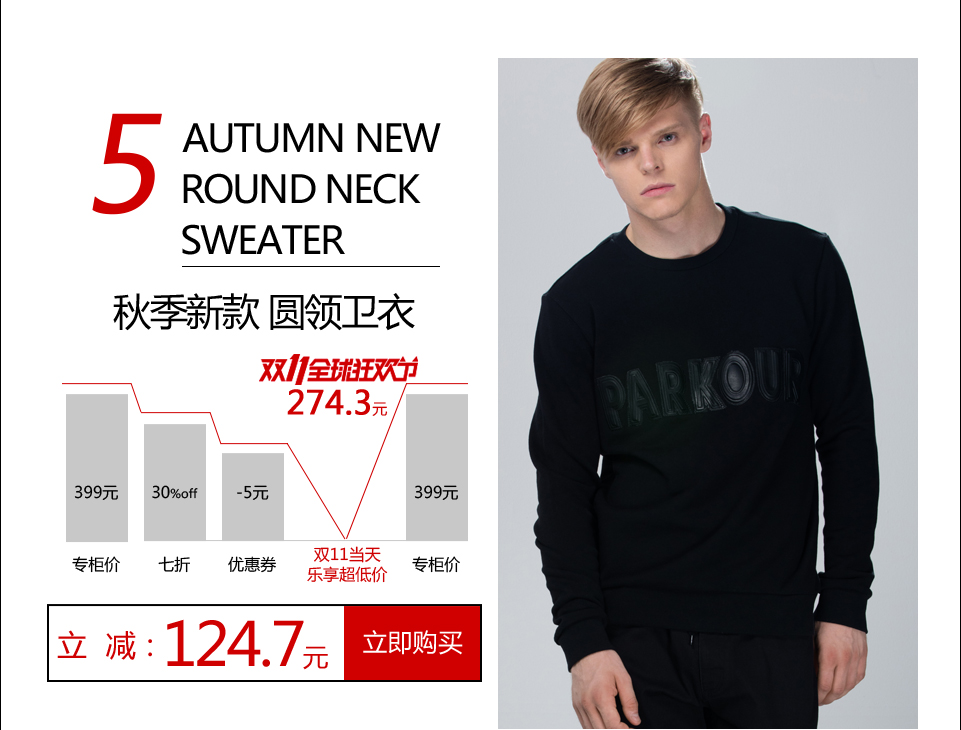 5
AUTUMN NEW
ROUND NECK
SWEATER
秋季新款 圆领卫衣
双11全球狂欢节
274.3元
399元
30%off
-5元
399元
专柜价
七折
优惠券
双11当天
乐享超低价
专柜价
立 减：124.7元
立即购买
PARKOUR